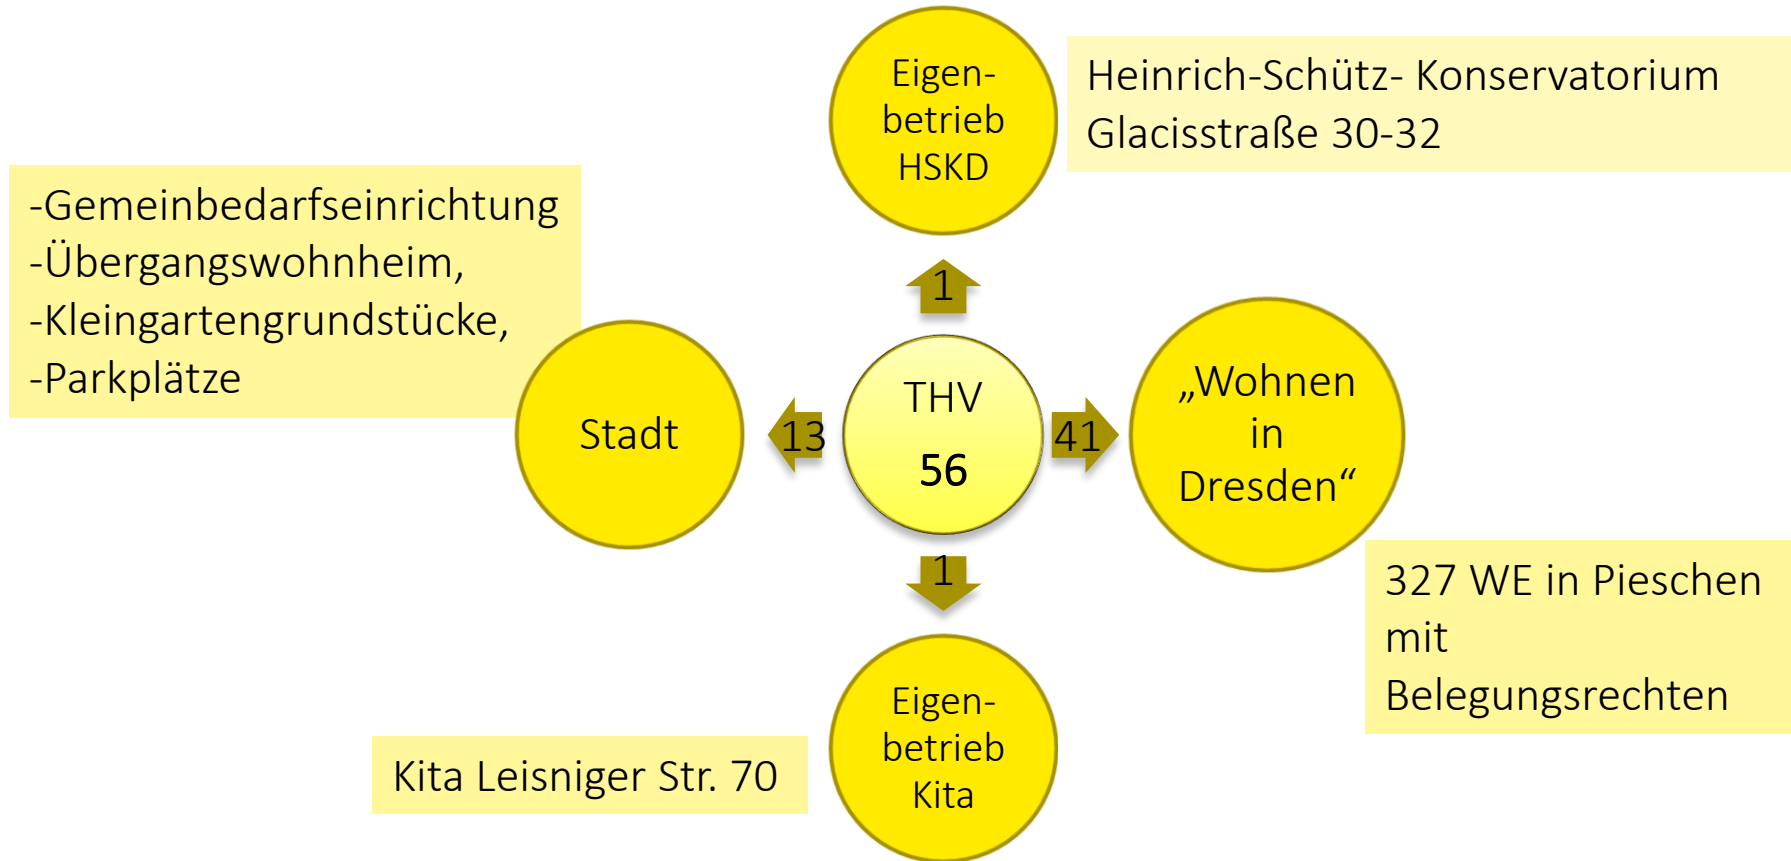 Eigen-
betrieb
HSKD
Heinrich-Schütz- Konservatorium
Glacisstraße 30-32
-Gemeinbedarfseinrichtung
-Übergangswohnheim,
-Kleingartengrundstücke,
-Parkplätze
1
Stadt
13
THV
56
41
„Wohnen
in
Dresden“
1
327 WE in Pieschen
mit
Belegungsrechten
Eigen-
betrieb
Kita
Kita Leisniger Str. 70